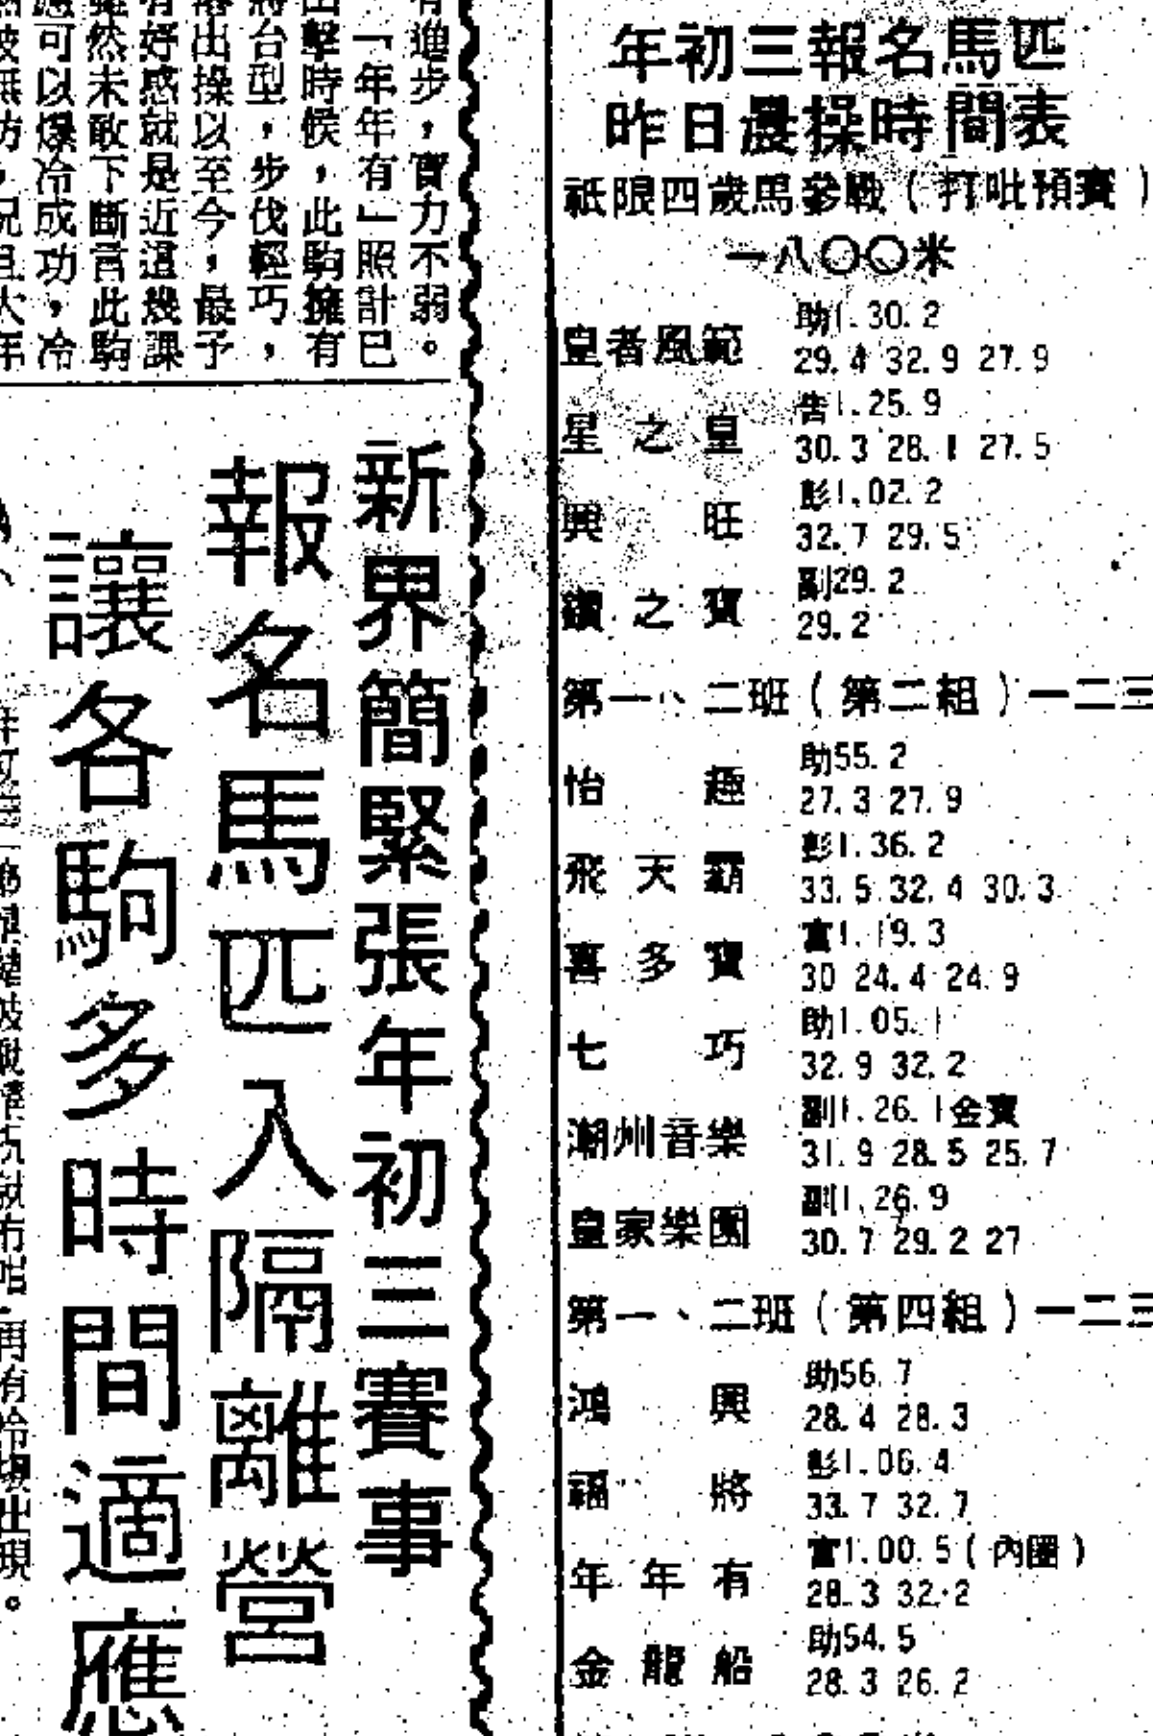 有進步，實力不弱。
「年年有」照計已
出擊時候，此駒擁有
將台型，步伐輕巧，
落出操以至今，最予
有好感就是近這幾課
雖然未敢下斷言此駒
應可以爆冷成功，冷
新界簡緊張年初三賽事
報名馬匹入隔離營
讓各駒多時間適應
再有冷場出現。
年初三報名馬匹
昨日晨操時間表
祇限四歲馬參戰（打吡預賽）
一八〇〇米
皇者風範 助1.30.2
29.4 32.9 27.9
星之皇 告1.25.9
30.3 28.1 27.5
興旺 彭1.02.2
32.7 29.5
鑽之寶 副29.2
29.2
第一、二班（第二組）一二三
怡趣 助55.2
27.3 27.9
飛天霸 彭1.36.2
33.5 32.4 30.3
喜多寶 富1.19.3
30 24.4 24.9
七巧 助1.05.1
32.9 32.2
潮州音樂 副1.26.1金寶
31.9 28.5 25.7
皇家樂團 副1.26.9
30.7 29.2 27
第一、二班（第四組）一二三
鴻興 助56.7
28.4 28.3
福將 彭1.06.4
33.7 32.7
年年有 富1.00.5（內圈）
28.3 32.2
金龍船 助54.5
28.3 26.2